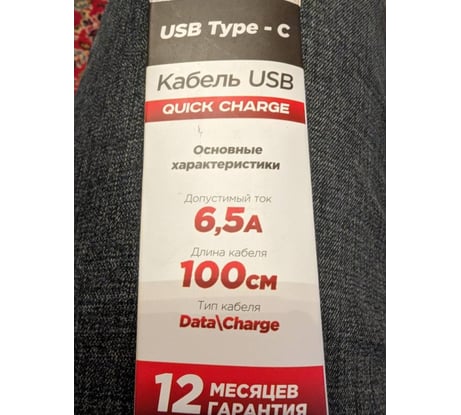 USB Type - C
Кабель USB
QUICK CHARGE
Основные
характеристики
Допустимый ток
6,5А
Длина кабеля
100см
Тип кабеля
Data\Charge
12 МЕСЯЦЕВ
ГАРАНТИЯ